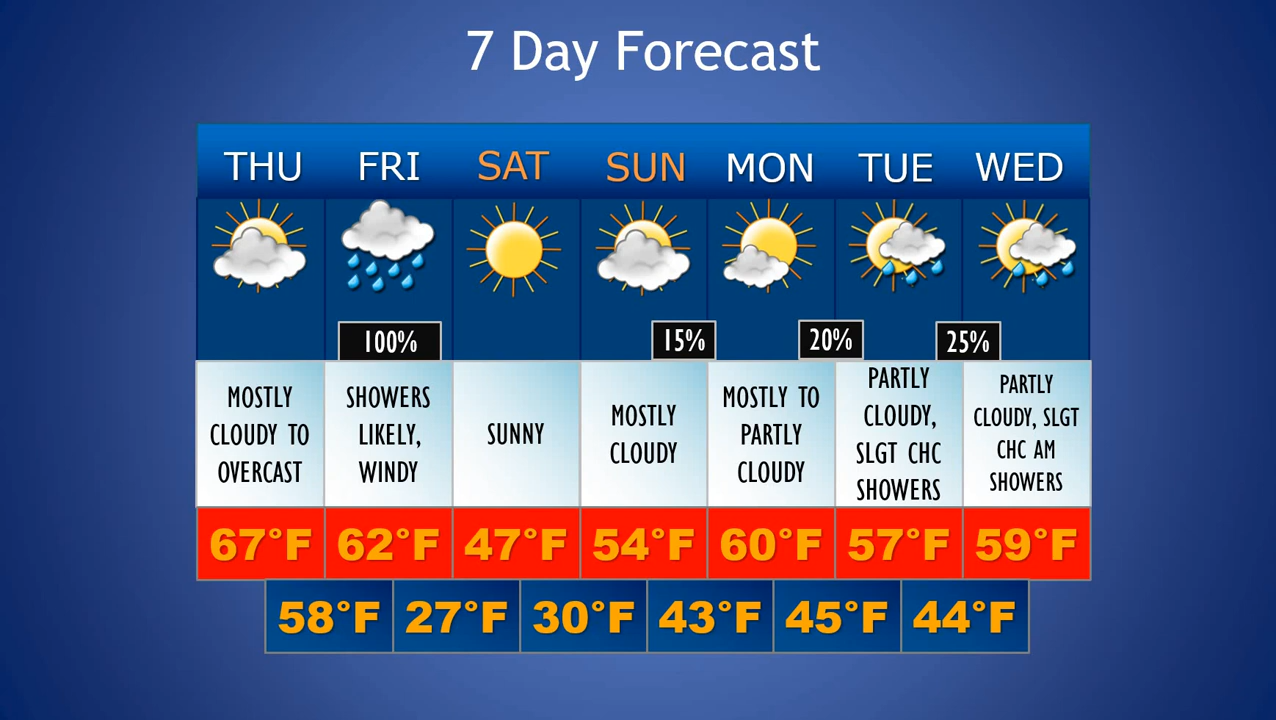 7 Day Forecast
THU FRI SAT SUN MON TUE WED
100% 15% 20% 25%
MOSTLY
CLOUDY TO
OVERCAST
SHOWERS
LIKELY,
WINDY
SUNNY
MOSTLY
CLOUDY
MOSTLY TO
PARTLY
CLOUDY
PARTLY
CLOUDY,
SLGT CHC
SHOWERS
PARTLY
CLOUDY, SLGT
CHC AM
SHOWERS
67°F 62°F 47°F 54°F 60°F 57°F 59°F
58°F 27°F 30°F 43°F 45°F 44°F